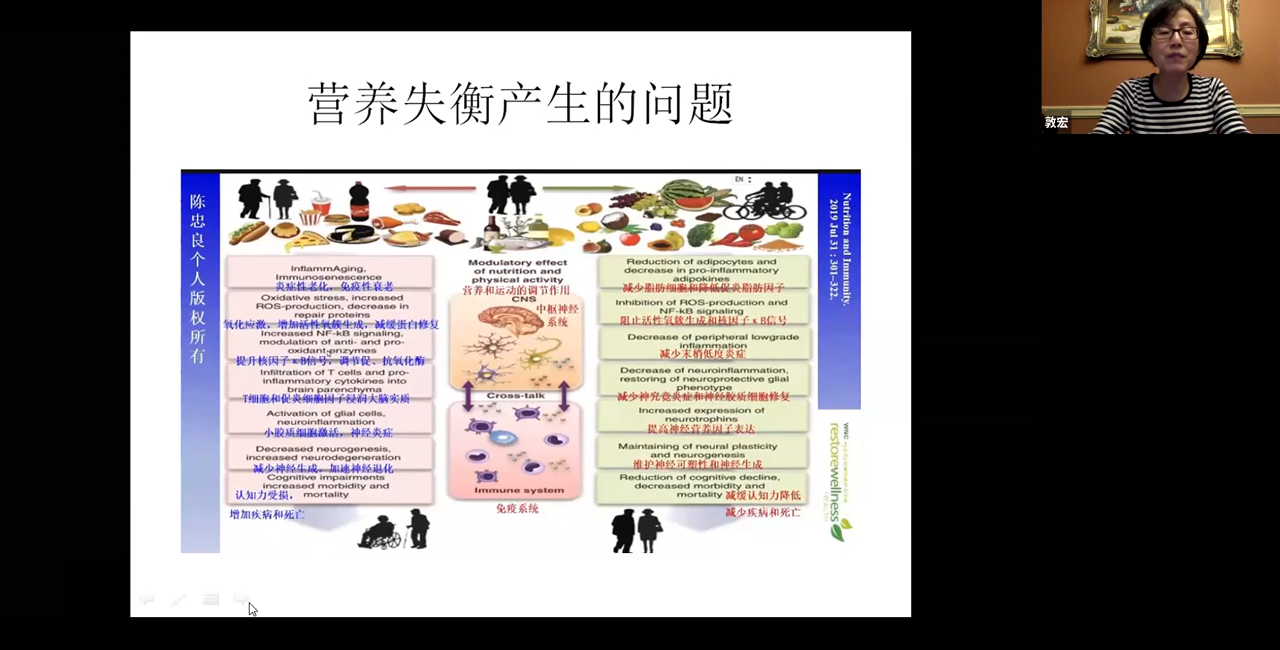 营养失衡产生的问题
敦宏
陈忠良个人版权所有
EN
Nutrition and Immunity.
2019 Jul 31 : 301-322.
InflammAging,
Immunosenescence
炎症性老化，免疫性衰老
Oxidative stress, increased
ROS-production, decrease in
repair proteins
氧化应激，增加活性氧簇生成，减缓蛋白修复
Increased NF-kB signaling,
modulation of anti- and pro-
oxidant enzymes
提升核因子κB信号，调节促、抗氧化酶
Infiltration of T cells and pro-
inflammatory cytokines into
brain parenchyma
T细胞和促炎细胞因子浸润大脑实质
Activation of glial cells,
neuroinflammation
小胶质细胞激活，神经炎症
Decreased neurogenesis,
increased neurodegeneration
减少神经生成，加速神经退化
Cognitive impairments
increased morbidity and
mortality
认知力受损，
增加疾病和死亡
Modulatory effect
of nutrition and
physical activity
营养和运动的调节作用
CNS
中枢神经
系统
Cross-talk
Immune system
免疫系统
Reduction of adipocytes and
decrease in pro-inflammatory
adipokines
减少脂肪细胞和降低促炎脂肪因子
Inhibition of ROS-production and
NF-kB signaling
阻止活性氧簇生成和核因子κB信号
Decrease of peripheral lowgrade
inflammation
减少末梢低度炎症
Decrease of neuroinflammation,
restoring of neuroprotective glial
phenotype
减少神究竟炎症和神经胶质细胞修复
Increased expression of
neurotrophins
提高神经营养因子表达
Maintaining of neural plasticity
and neurogenesis
维护神经可塑性和神经生成
Reduction of cognitive decline,
decreased morbidity and
mortality 减缓认知力降低
减少疾病和死亡
WNC
restorewellness